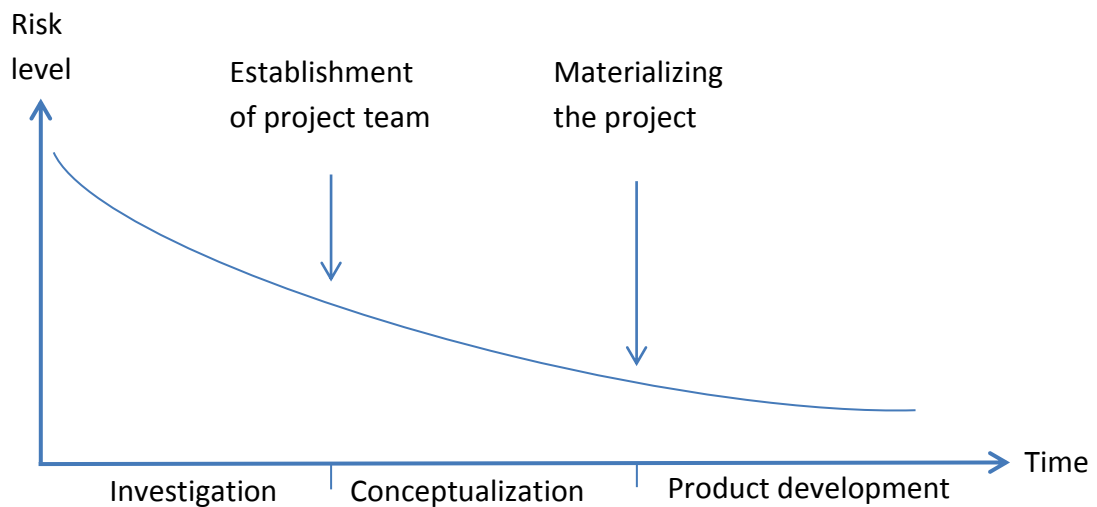 Risk
level
Establishment
of project team
Materializing
the project
Time
Investigation
Conceptualization
Product development